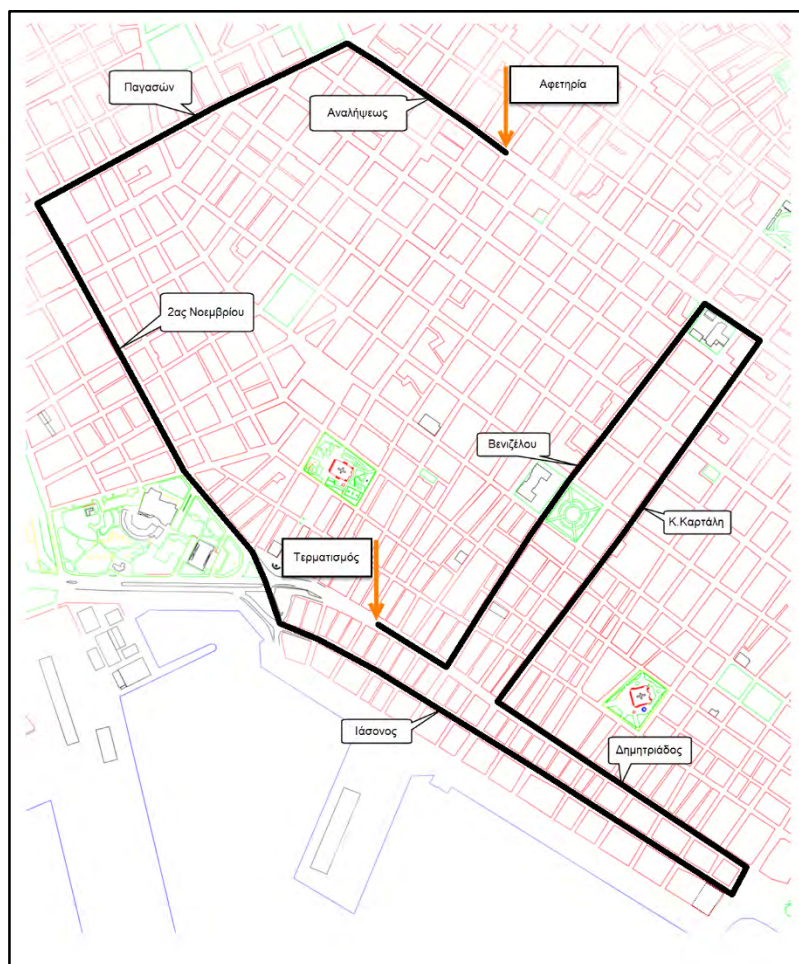 Αφετηρία
Παγασών
Αναλήψεως
2ας Νοεμβρίου
Βενιζέλου
Κ.Καρτάλη
Τερματισμός
Ιάσονος
Δημητριάδος